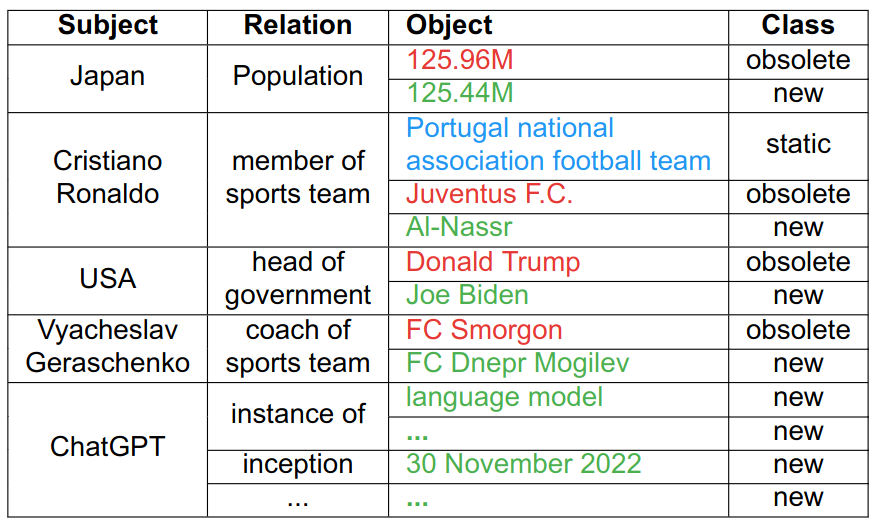 Subject Relation Object Class
Japan Population 125.96M obsolete
125.44M new
Cristiano Ronaldo member of sports team Portugal national association football team static
Juventus F.C. obsolete
Al-Nassr new
USA head of government Donald Trump obsolete
Joe Biden new
Vyacheslav Geraschenko coach of sports team FC Smorgon obsolete
FC Dnepr Mogilev new
ChatGPT instance of language model new
... new
inception 30 November 2022 new
... ... new